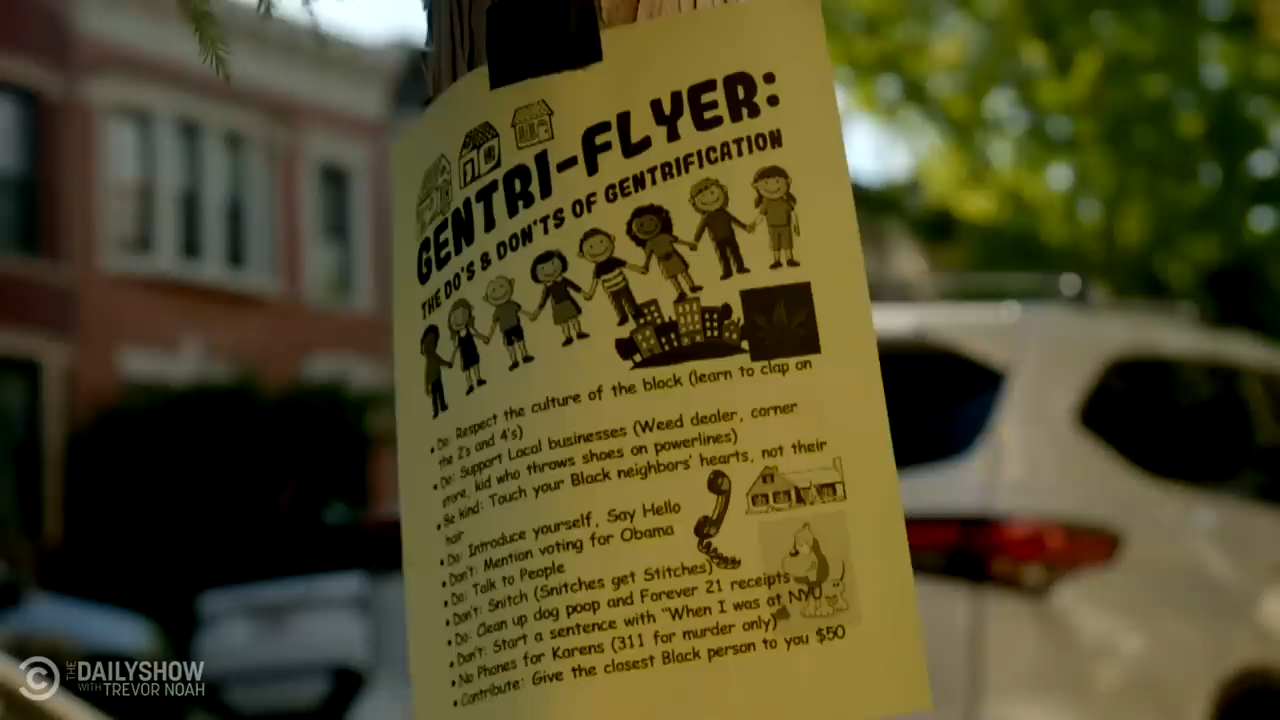 GENTRI-FLYER:
THE DO'S & DON'TS OF GENTRIFICATION
• Do: Respect the culture of the block (learn to clap on
the 2's and 4's)
• Do: Support Local businesses (Weed dealer, corner
store, kid who throws shoes on powerlines)
• Be kind: Touch your Black neighbors' hearts, not their
hair
• Do: Introduce yourself, Say Hello
• Don't: Mention voting for Obama
• Do: Talk to People
• Don't: Snitch (Snitches get Stitches)
• Do: Clean up dog poop and Forever 21 receipts
• Don't: Start a sentence with "When I was at NYU
• No Phones for Karens (311 for murder only)
• Contribute: Give the closest Black person to you $50
THE DAILYSHOW
WITH TREVOR NOAH